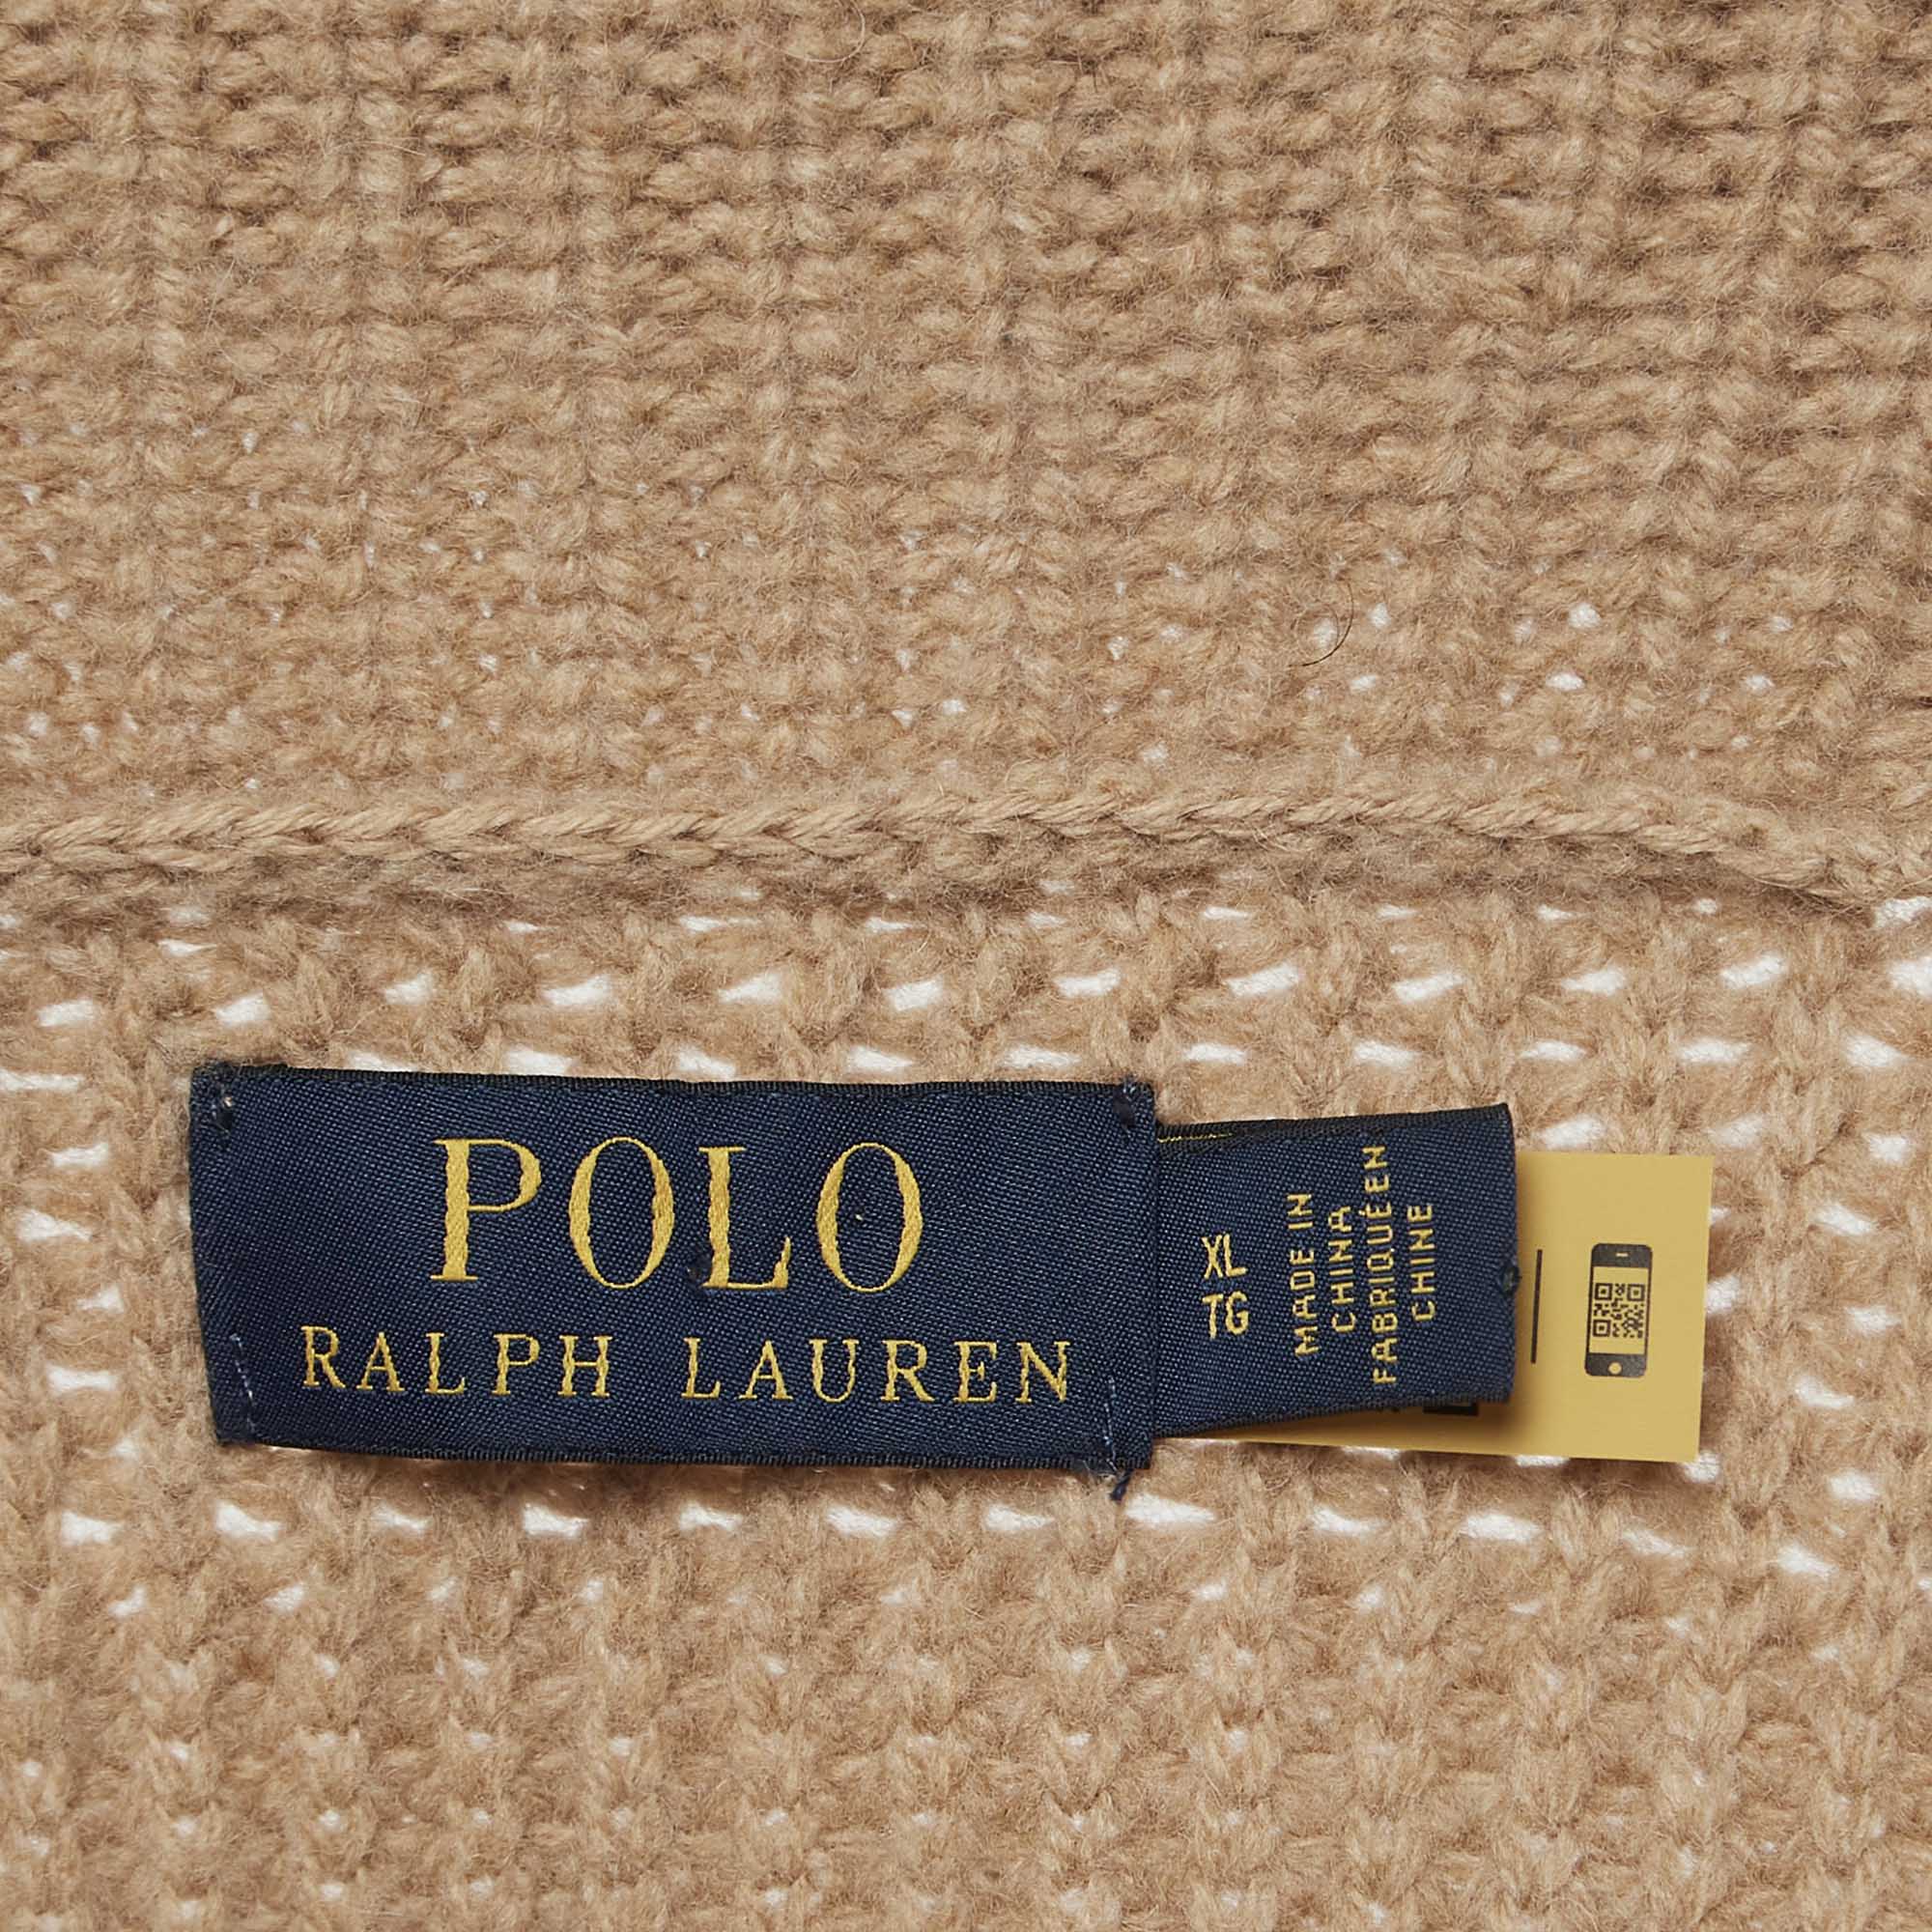 POLO
RALPH LAUREN
XL
TG
MADE IN
CHINA
FABRIQUÉ EN
CHINE